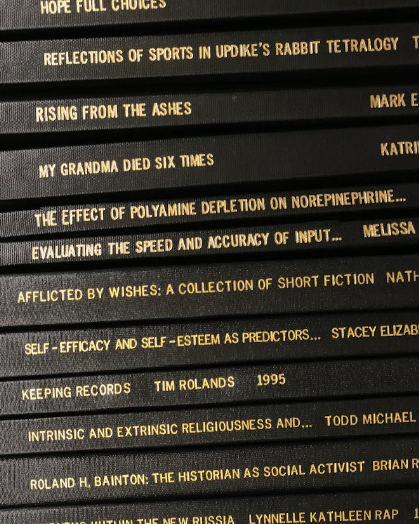 HOPE FULL CHOICES
REFLECTIONS OF SPORTS IN UPDIKE'S RABBIT TETRALOGY T
RISING FROM THE ASHES MARK E
MY GRANDMA DIED SIX TIMES KATRI
THE EFFECT OF POLYAMINE DEPLETION ON NOREPINEPHRINE...
EVALUATING THE SPEED AND ACCURACY OF INPUT... MELISSA
AFFLICTED BY WISHES: A COLLECTION OF SHORT FICTION NATH
SELF-EFFICACY AND SELF-ESTEEM AS PREDICTORS... STACEY ELIZAB
KEEPING RECORDS TIM ROLANDS 1995
INTRINSIC AND EXTRINSIC RELIGIOUSNESS AND... TODD MICHAEL
ROLAND H. BAINTON: THE HISTORIAN AS SOCIAL ACTIVIST BRIAN R
WITHIN THE NEW RUSSIA LYNNELLE KATHLEEN RAP